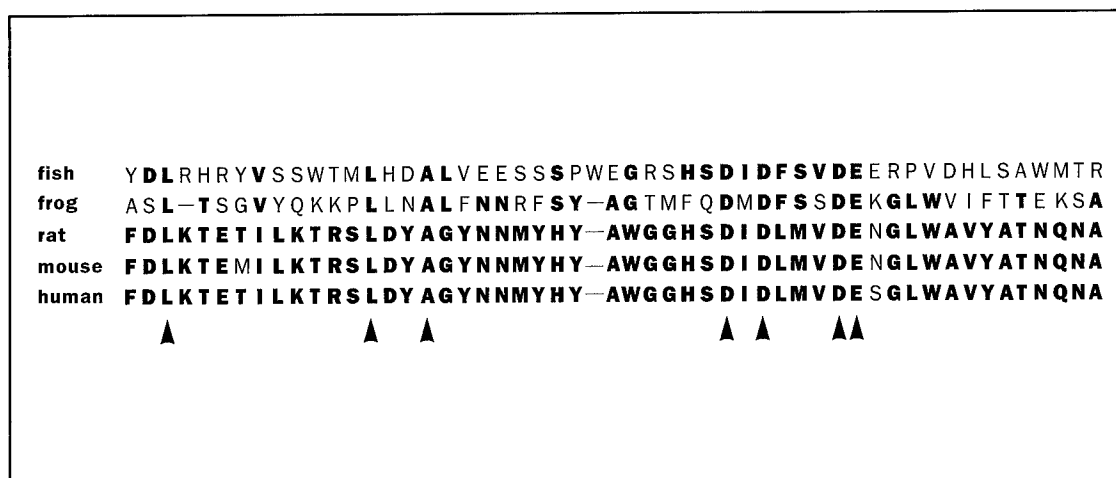 fish YDLRHRYVSSWTMLHDALVEESSSPWEGRSHSDIDFSVDEERPVDHLSAWMTR
frog ASL–TSGVYQKKPLLNALFNNRFSY–AGTMFQDMDFSSDEKGLWVIFTTEKSA
rat FDLKTETILKTRSLDYAGYNNMYHY–AWGGHSDIDLMVDENGLWAVYATNQNA
mouse FDLKTEMILKTRSLDYAGYNNMYHY–AWGGHSDIDLMVDENGLWAVYATNQNA
human FDLKTETILKTRSLDYAGYNNMYHY–AWGGHSDIDLMVDESGLWAVYATNQNA